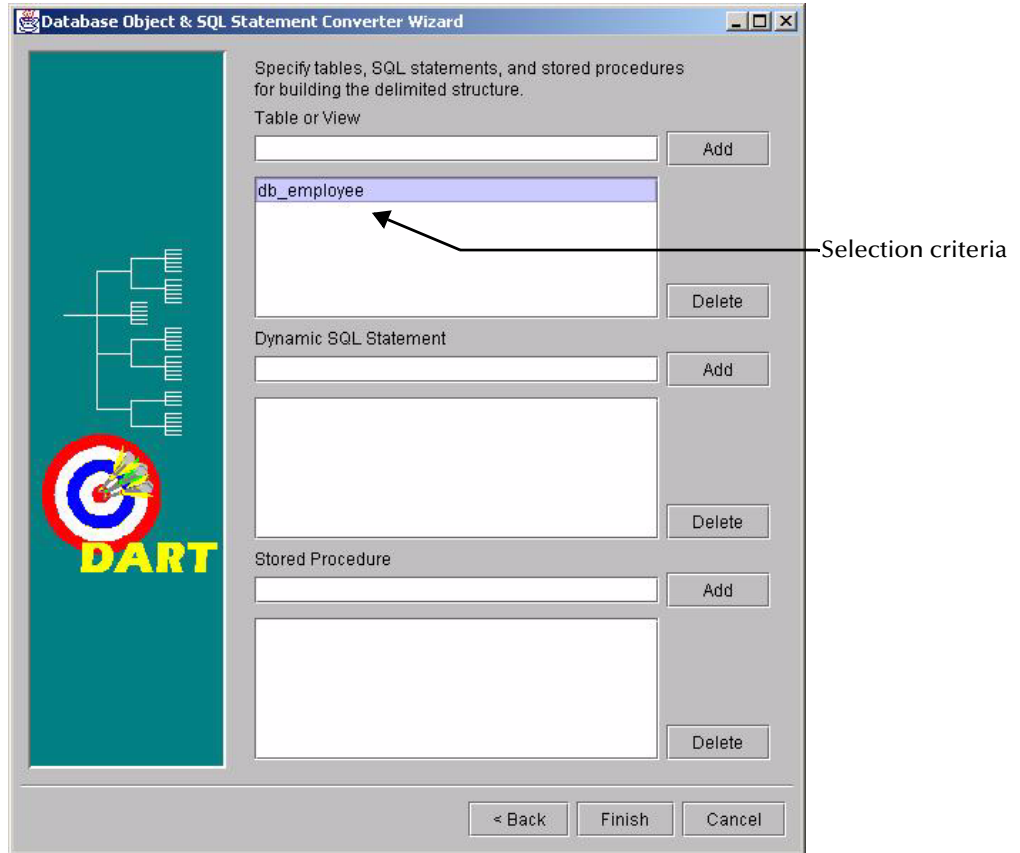 Database Object & SQL Statement Converter Wizard
Specify tables, SQL statements, and stored procedures
for building the delimited structure.
Table or View
Add
db_employee
Selection criteria
Delete
Dynamic SQL Statement
Add
Delete
DART
Stored Procedure
Add
Delete
< Back Finish Cancel